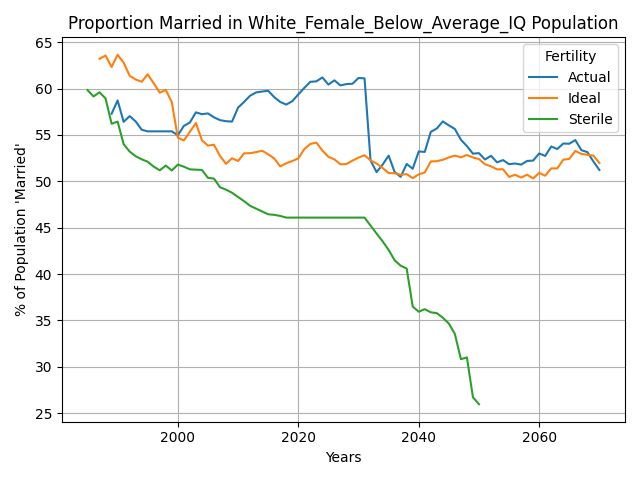 Proportion Married in White_Female_Below_Average_IQ Population
65
60
55
50
45
40
35
30
25
% of Population 'Married'
Fertility
Actual
Ideal
Sterile
2000
2020
2040
2060
Years